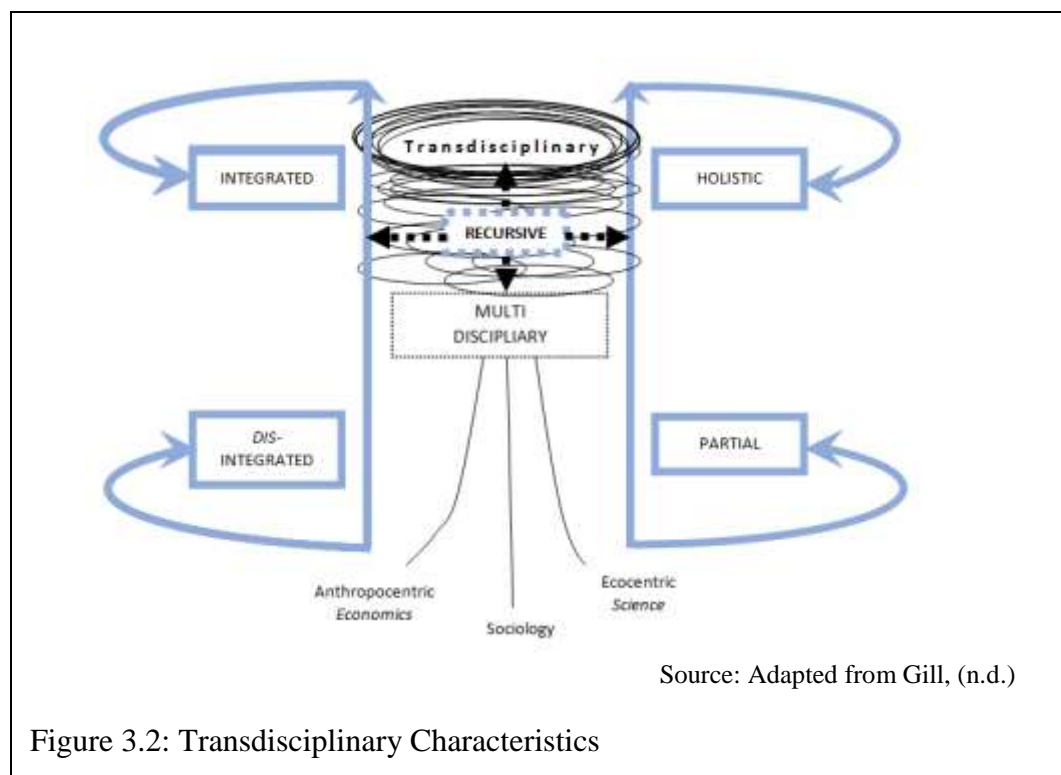 Transdisciplinary
INTEGRATED
HOLISTIC
RECURSIVE
MULTI
DISCIPLIARY
DIS-
INTEGRATED
PARTIAL
Anthropocentric
Economics
Sociology
Ecocentric
Science
Source: Adapted from Gill, (n.d.)
Figure 3.2: Transdisciplinary Characteristics